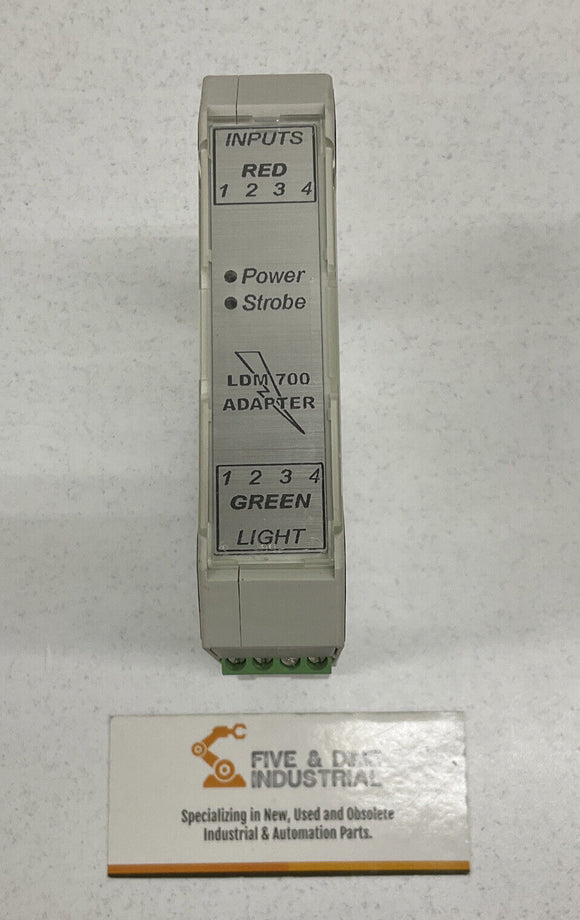 INPUTS
RED
1 2 3 4
Power
Strobe
LDM 700
ADAPTER
1 2 3 4
GREEN
LIGHT
FIVE &
INDUSTRIAL
Specializing in New, Used and Obsolete
Industrial & Automation Parts.